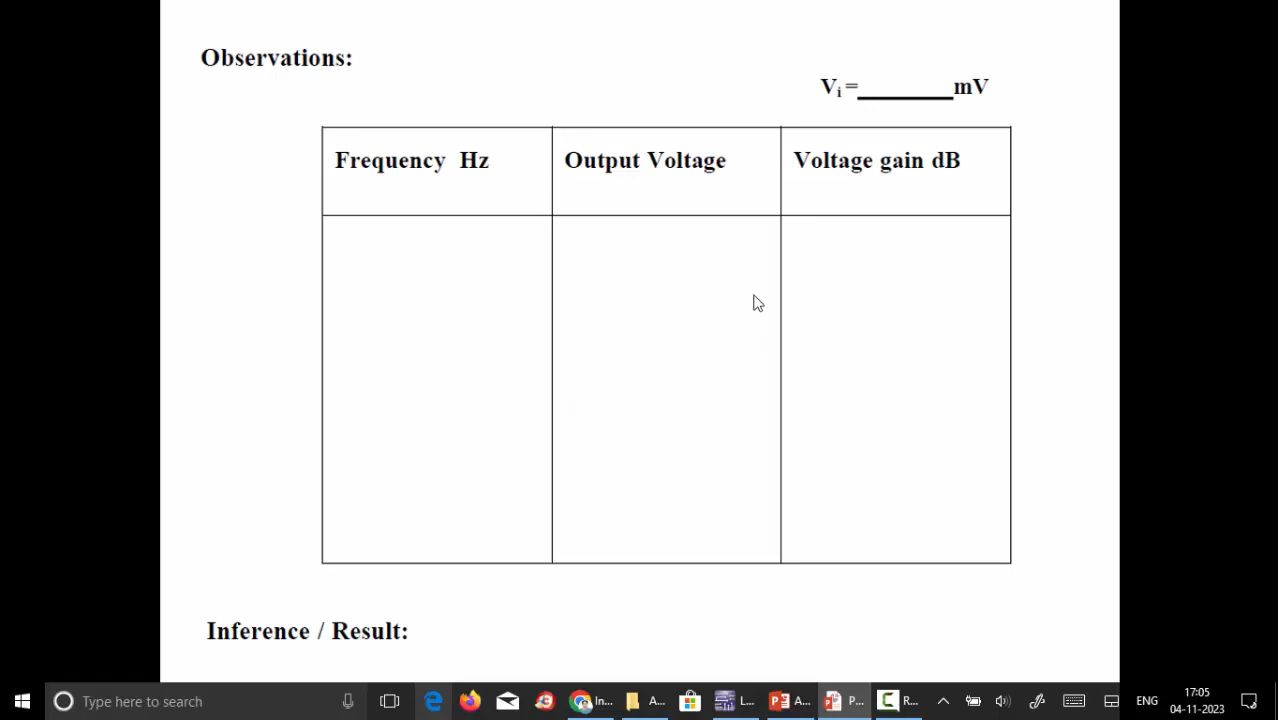 Observations:
Vi =________mV
Frequency Hz
Output Voltage
Voltage gain dB
Inference / Result:
Type here to search
In...
A...
L...
A...
P...
R...
ENG
17:05
04-11-2023